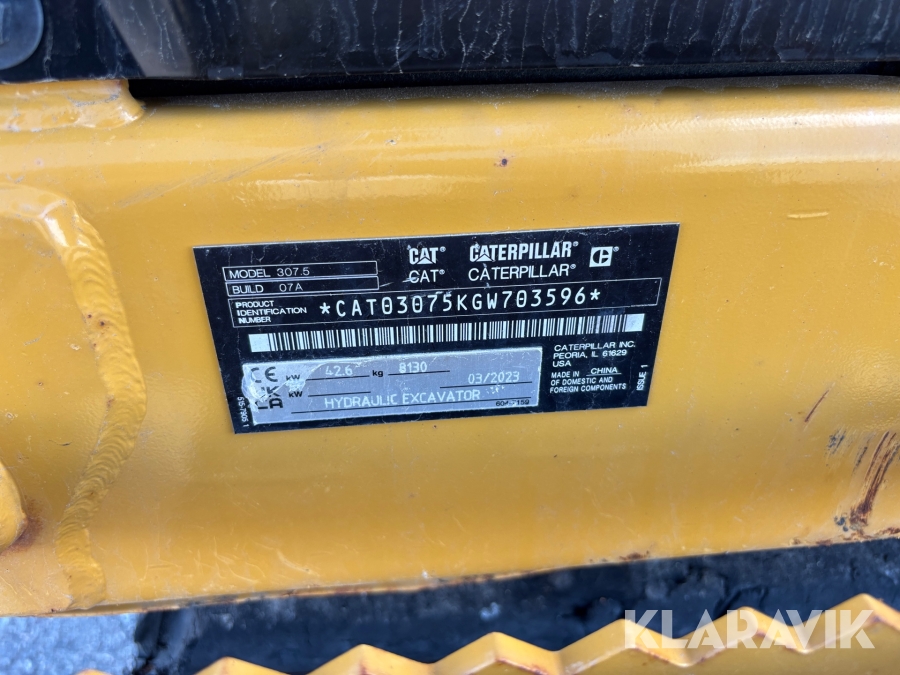 CAT® CATERPILLAR®
CAT® CATERPILLAR®
MODEL 307.5
BUILD 07A
PRODUCT IDENTIFICATION NUMBER *CAT03075KGW703596*
CATERPILLAR INC.
PEORIA, IL 61629
USA
MADE IN CHINA
OF DOMESTIC AND
FOREIGN COMPONENTS
ISSUE 1
CE kW 42.6 kg 8130
UKCA kW 03/2023
HYDRAULIC EXCAVATOR
KLARAVIK